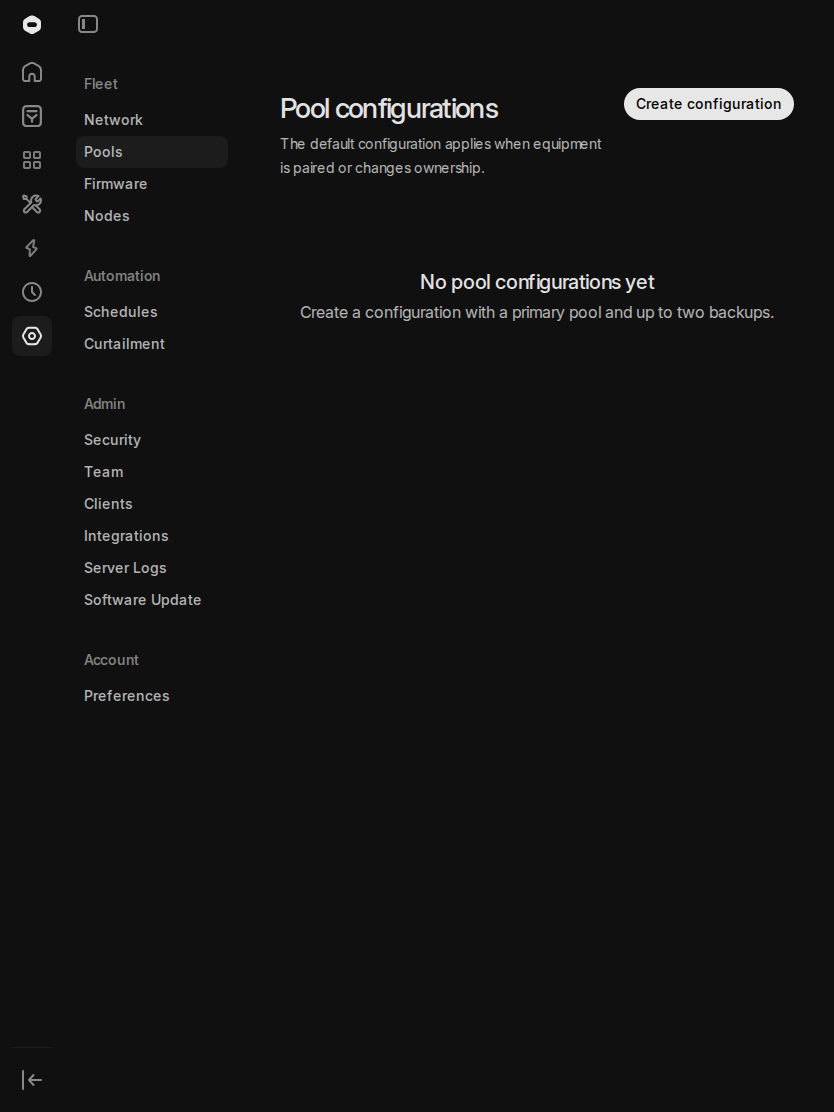 Fleet
Network
Pools
Firmware
Nodes
Automation
Schedules
Curtailment
Admin
Security
Team
Clients
Integrations
Server Logs
Software Update
Account
Preferences
Pool configurations
Create configuration
The default configuration applies when equipment
is paired or changes ownership.
No pool configurations yet
Create a configuration with a primary pool and up to two backups.